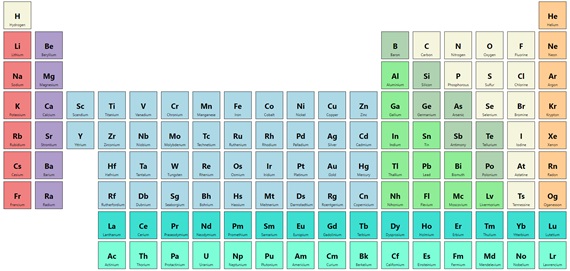 H He
Hydrogen Helium
Li Be B C N O F Ne
Lithium Beryllium Boron Carbon Nitrogen Oxygen Fluorine Neon
Na Mg Al Si P S Cl Ar
Sodium Magnesium Aluminum Silicon Phosphorus Sulfur Chlorine Argon
K Ca Sc Ti V Cr Mn Fe Co Ni Cu Zn Ga Ge As Se Br Kr
Potassium Calcium Scandium Titanium Vanadium Chromium Manganese Iron Cobalt Nickel Copper Zinc Gallium Germanium Arsenic Selenium Bromine Krypton
Rb Sr Y Zr Nb Mo Tc Ru Rh Pd Ag Cd In Sn Sb Te I Xe
Rubidium Strontium Yttrium Zirconium Niobium Molybdenum Technetium Ruthenium Rhodium Palladium Silver Cadmium Indium Tin Antimony Tellurium Iodine Xenon
Cs Ba Hf Ta W Re Os Ir Pt Au Hg Tl Pb Bi Po At Rn
Cesium Barium Hafnium Tantalum Tungsten Rhenium Osmium Iridium Platinum Gold Mercury Thallium Lead Bismuth Polonium Astatine Radon
Fr Ra Rf Db Sg Bh Hs Mt Ds Rg Cn Nh Fl Mc Lv Ts Og
Francium Radium Rutherfordium Dubnium Seaborgium Bohrium Hassium Meitnerium Darmstadtium Roentgenium Copernicium Nihonium Flerovium Moscovium Livermorium Tennessine Oganesson
La Ce Pr Nd Pm Sm Eu Gd Tb Dy Ho Er Tm Yb Lu
Lanthanum Cerium Praseodymium Neodymium Promethium Samarium Europium Gadolinium Terbium Dysprosium Holmium Erbium Thulium Ytterbium Lutetium
Ac Th Pa U Np Pu Am Cm Bk Cf Es Fm Md No Lr
Actinium Thorium Protactinium Uranium Neptunium Plutonium Americium Curium Berkelium Californium Einsteinium Fermium Mendelevium Nobelium Lawrencium